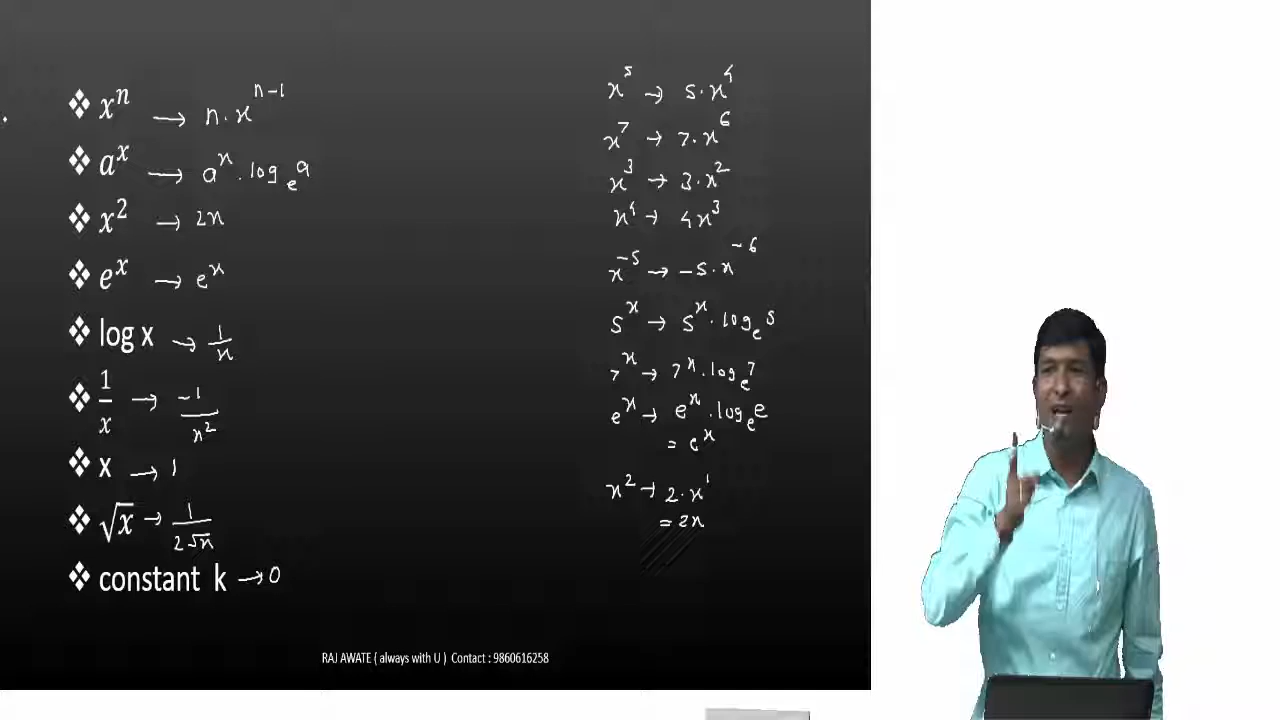 ❖ xⁿ → n·xⁿ⁻¹
❖ aˣ → aˣ·logₑa
❖ x² → 2x
❖ eˣ → eˣ
❖ log x → 1/x
❖ 1/x → -1/x²
❖ x → 1
❖ √x → 1/2√x
❖ constant k → 0
x⁵ → 5·x⁴
x⁷ → 7·x⁶
x³ → 3·x²
x⁴ → 4x³
x⁻⁵ → -5·x⁻⁶
5ˣ → 5ˣ·logₑ5
7ˣ → 7ˣ·logₑ7
eˣ → eˣ·logₑe
= eˣ
x² → 2·x¹
= 2x
RAJ AWATE ( always with U ) Contact : 9860616258